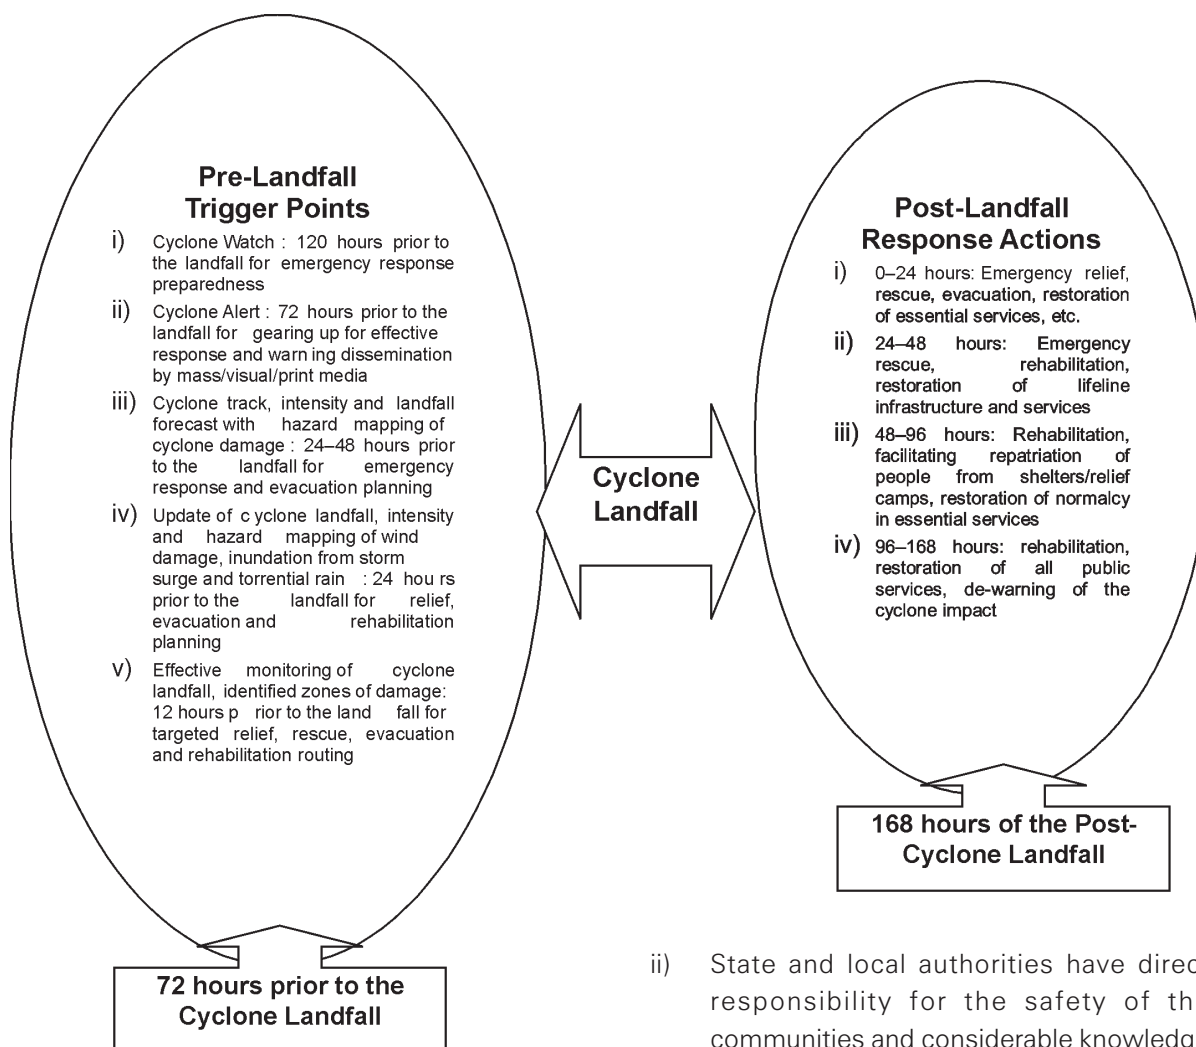 Pre-Landfall
Trigger Points
i) Cyclone Watch : 120 hours prior to
the landfall for emergency response
preparedness
ii) Cyclone Alert : 72 hours prior to the
landfall for gearing up for effective
response and warn ing dissemination
by mass/visual/print media
iii) Cyclone track, intensity and landfall
forecast with hazard mapping of
cyclone damage : 24–48 hours prior
to the landfall for emergency
response and evacuation planning
iv) Update of c yclone landfall, intensity
and hazard mapping of wind
damage, inundation from storm
surge and torrential rain : 24 hou rs
prior to the landfall for relief,
evacuation and rehabilitation
planning
v) Effective monitoring of cyclone
landfall, identified zones of damage:
12 hours p rior to the land fall for
targeted relief, rescue, evacuation
and rehabilitation routing
72 hours prior to the
Cyclone Landfall
Cyclone
Landfall
Post-Landfall
Response Actions
i) 0–24 hours: Emergency relief,
rescue, evacuation, restoration
of essential services, etc.
ii) 24–48 hours: Emergency
rescue, rehabilitation,
restoration of lifeline
infrastructure and services
iii) 48–96 hours: Rehabilitation,
facilitating repatriation of
people from shelters/relief
camps, restoration of normalcy
in essential services
iv) 96–168 hours: rehabilitation,
restoration of all public
services, de-warning of the
cyclone impact
168 hours of the Post-
Cyclone Landfall
ii) State and local authorities have direc
responsibility for the safety of th
communities and considerable knowledg